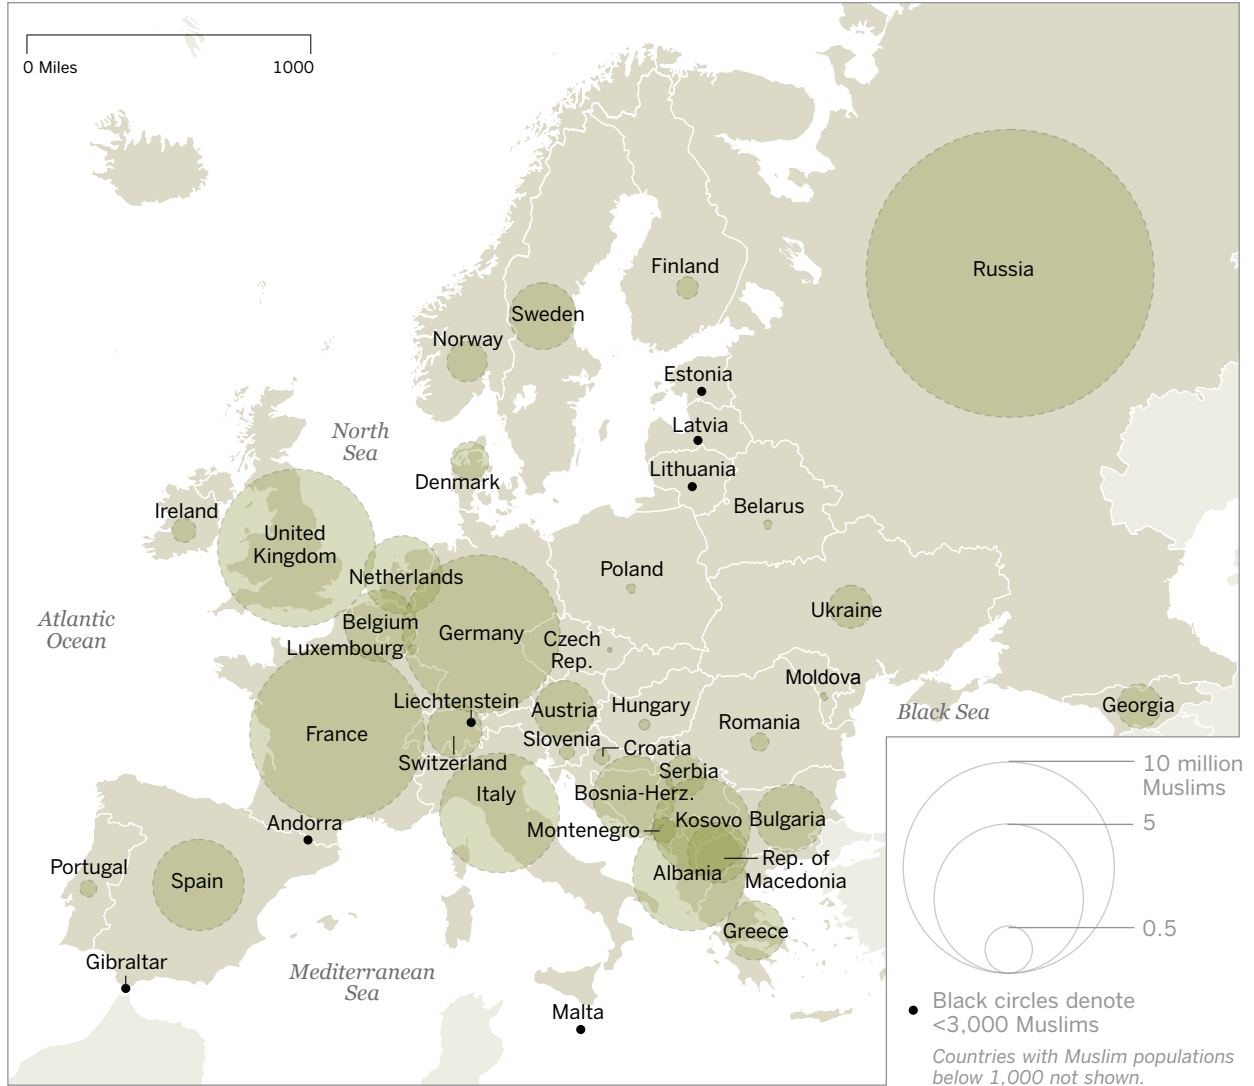 0 Miles 1000
Finland
Russia
Sweden
Norway
Estonia
North
Sea
Latvia
Lithuania
Denmark
Ireland
Belarus
United
Kingdom
Netherlands
Poland
Atlantic
Ocean
Ukraine
Belgium
Germany
Luxembourg
Czech
Rep.
Moldova
Liechtenstein
Austria
Hungary
Georgia
Black Sea
Romania
France
Slovenia
Croatia
Switzerland
Serbia
Italy
Bosnia-Herz.
Andorra
Montenegro
Kosovo
Bulgaria
Portugal
Spain
Albania
Rep. of
Macedonia
Greece
Gibraltar
Mediterranean
Sea
Malta
10 million
Muslims
5
0.5
Black circles denote
<3,000 Muslims
Countries with Muslim populations
below 1,000 not shown.